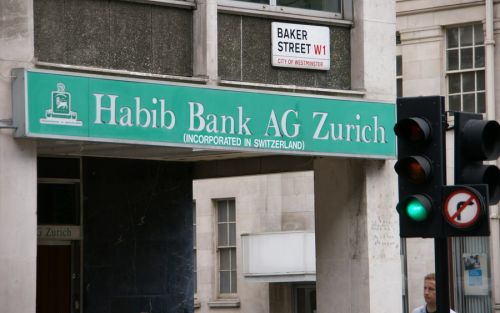 BAKER
STREET W1
CITY OF WESTMINSTER
Habib Bank AG Zurich
(INCORPORATED IN SWITZERLAND)
G Zurich